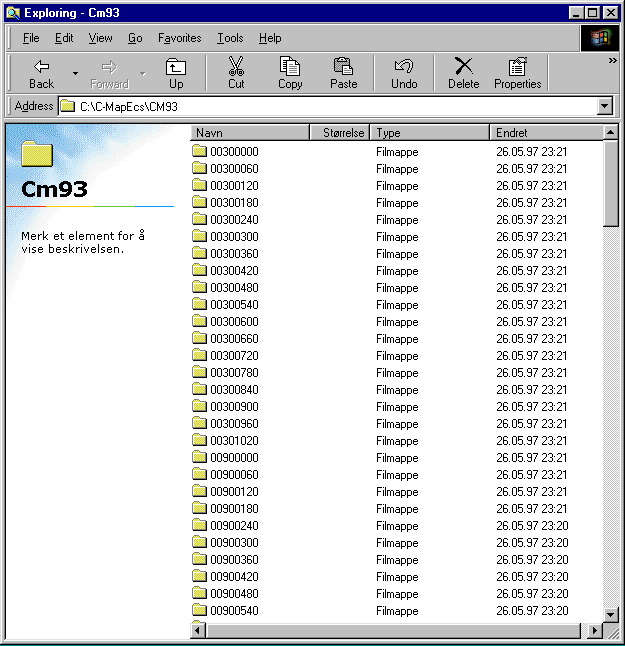 Exploring - Cm93
File Edit View Go Favorites Tools Help
Back Forward Up Cut Copy Paste Undo Delete Properties »
Address C:\C-MapEcs\CM93
Cm93
Merk et element for å
vise beskrivelsen.
Navn Størrelse Type Endret
00300000 Filmappe 26.05.97 23:21
00300060 Filmappe 26.05.97 23:21
00300120 Filmappe 26.05.97 23:21
00300180 Filmappe 26.05.97 23:21
00300240 Filmappe 26.05.97 23:21
00300300 Filmappe 26.05.97 23:21
00300360 Filmappe 26.05.97 23:21
00300420 Filmappe 26.05.97 23:21
00300480 Filmappe 26.05.97 23:21
00300540 Filmappe 26.05.97 23:21
00300600 Filmappe 26.05.97 23:21
00300660 Filmappe 26.05.97 23:21
00300720 Filmappe 26.05.97 23:21
00300780 Filmappe 26.05.97 23:21
00300840 Filmappe 26.05.97 23:21
00300900 Filmappe 26.05.97 23:21
00300960 Filmappe 26.05.97 23:21
00301020 Filmappe 26.05.97 23:21
00900000 Filmappe 26.05.97 23:21
00900060 Filmappe 26.05.97 23:21
00900120 Filmappe 26.05.97 23:21
00900180 Filmappe 26.05.97 23:21
00900240 Filmappe 26.05.97 23:20
00900300 Filmappe 26.05.97 23:20
00900360 Filmappe 26.05.97 23:20
00900420 Filmappe 26.05.97 23:20
00900480 Filmappe 26.05.97 23:20
00900540 Filmappe 26.05.97 23:20